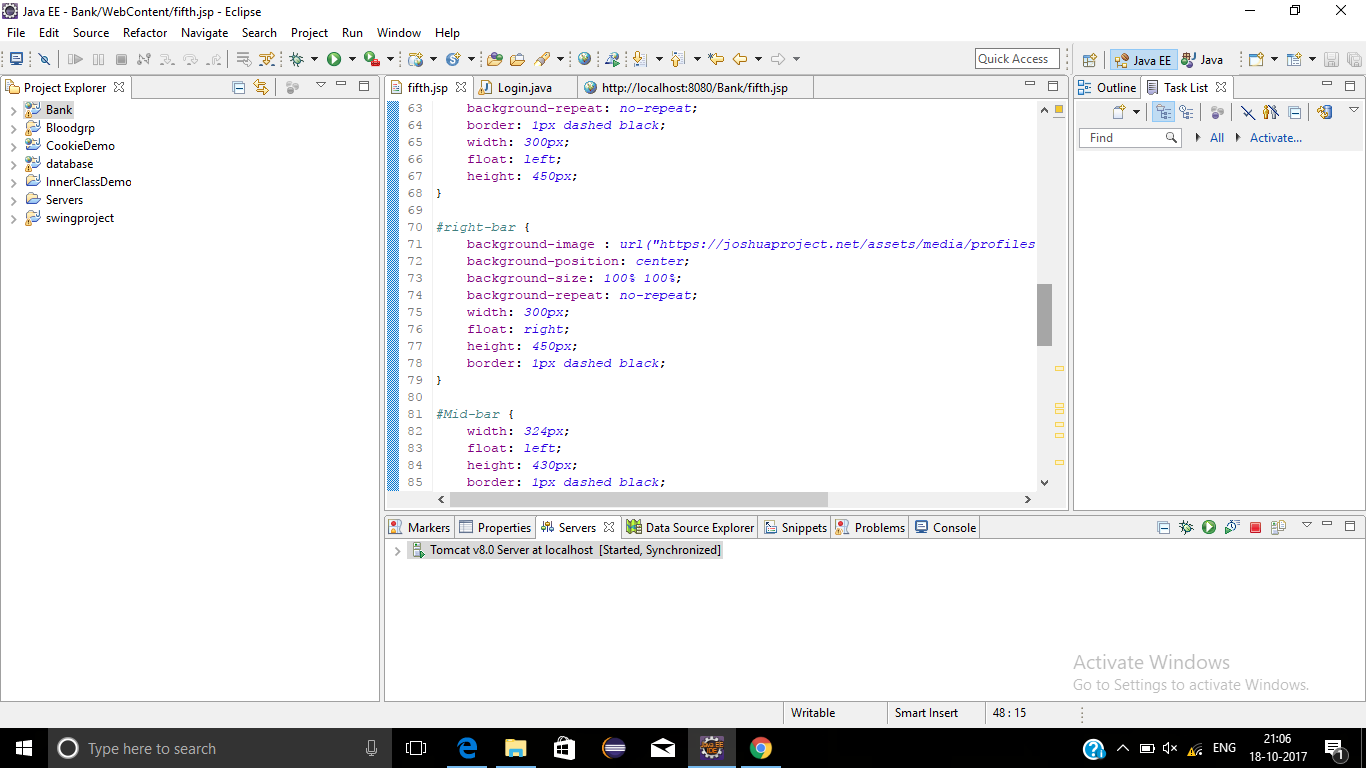 Java EE - Bank/WebContent/fifth.jsp - Eclipse
File Edit Source Refactor Navigate Search Project Run Window Help
Quick Access
Java EE
Java
Project Explorer
Bank
Bloodgrp
CookieDemo
database
InnerClassDemo
Servers
swingproject
fifth.jsp
Login.java
http://localhost:8080/Bank/fifth.jsp
63 background-repeat: no-repeat;
64 border: 1px dashed black;
65 width: 300px;
66 float: left;
67 height: 450px;
68 }
69
70 #right-bar {
71 background-image : url("https://joshuaproject.net/assets/media/profiles
72 background-position: center;
73 background-size: 100% 100%;
74 background-repeat: no-repeat;
75 width: 300px;
76 float: right;
77 height: 450px;
78 border: 1px dashed black;
79 }
80
81 #Mid-bar {
82 width: 324px;
83 float: left;
84 height: 430px;
85 border: 1px dashed black;
Outline
Task List
Find
All
Activate...
Markers
Properties
Servers
Data Source Explorer
Snippets
Problems
Console
Tomcat v8.0 Server at localhost [Started, Synchronized]
Activate Windows
Go to Settings to activate Windows.
Writable
Smart Insert
48 : 15
Type here to search
ENG
21:06
18-10-2017
1